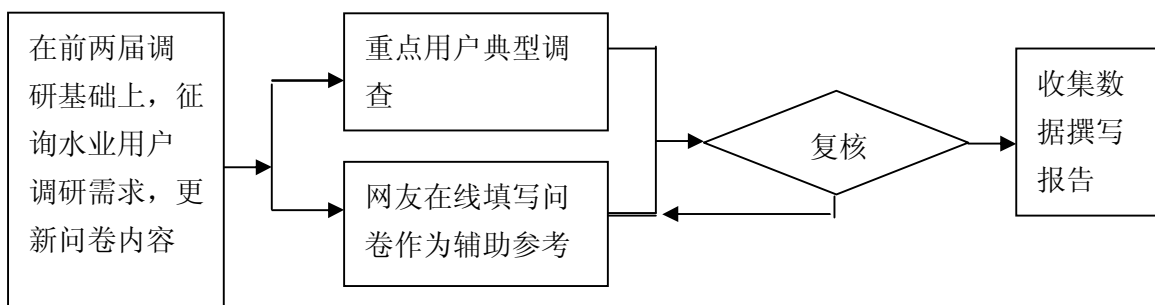 在前两届调
研基础上，征
询水业用户
调研需求，更
新问卷内容
重点用户典型调
查
网友在线填写问
卷作为辅助参考
复核
收集数
据撰写
报告